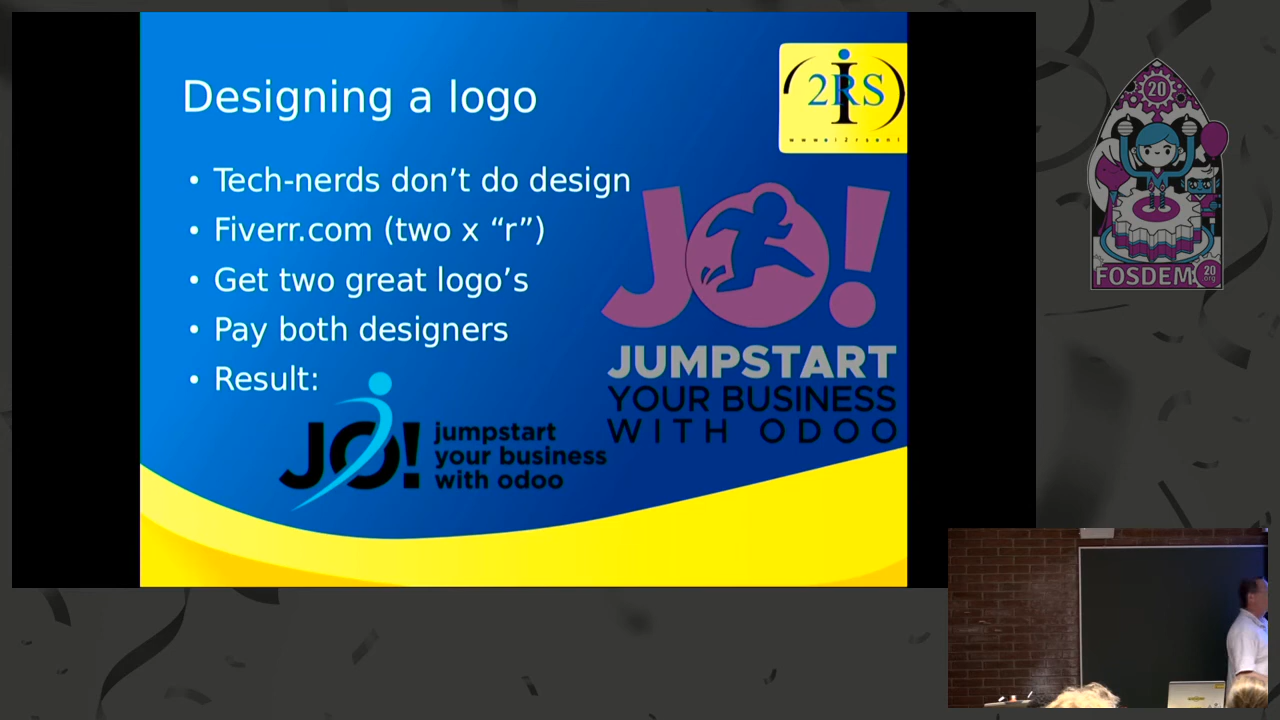 Designing a logo
2RS
i
• Tech-nerds don’t do design
• Fiverr.com (two x “r”)
• Get two great logo’s
• Pay both designers
• Result:
JO!
JUMPSTART
YOUR BUSINESS
WITH ODOO
JO!
jumpstart
your business
with odoo
20
FOSDEM
20
org